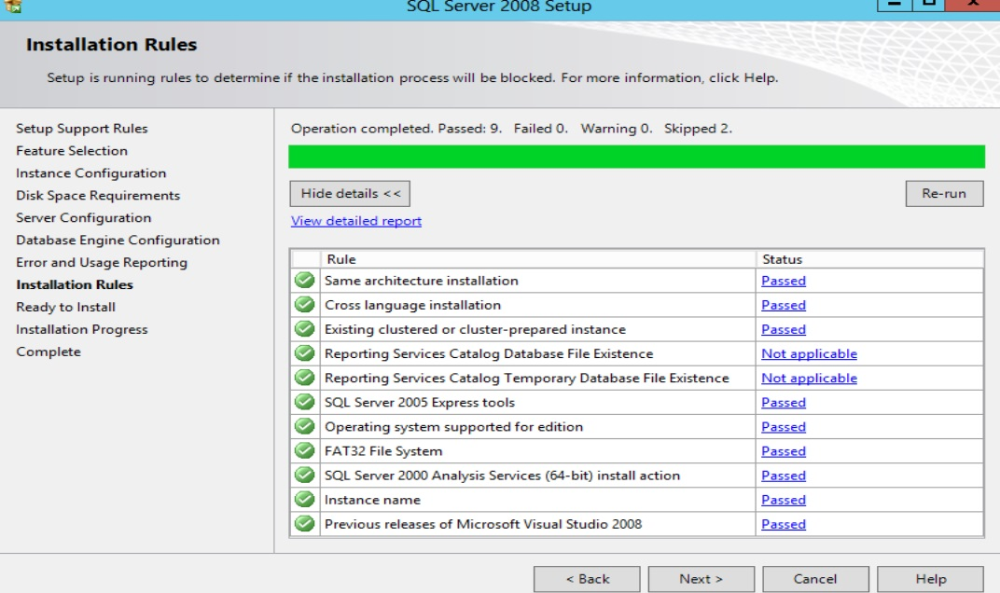 SQL Server 2008 Setup
Installation Rules
Setup is running rules to determine if the installation process will be blocked. For more information, click Help.
Setup Support Rules
Feature Selection
Instance Configuration
Disk Space Requirements
Server Configuration
Database Engine Configuration
Error and Usage Reporting
Installation Rules
Ready to Install
Installation Progress
Complete
Operation completed. Passed: 9. Failed 0. Warning 0. Skipped 2.
Hide details <<
Re-run
View detailed report
Rule Status
Same architecture installation Passed
Cross language installation Passed
Existing clustered or cluster-prepared instance Passed
Reporting Services Catalog Database File Existence Not applicable
Reporting Services Catalog Temporary Database File Existence Not applicable
SQL Server 2005 Express tools Passed
Operating system supported for edition Passed
FAT32 File System Passed
SQL Server 2000 Analysis Services (64-bit) install action Passed
Instance name Passed
Previous releases of Microsoft Visual Studio 2008 Passed
< Back Next > Cancel Help